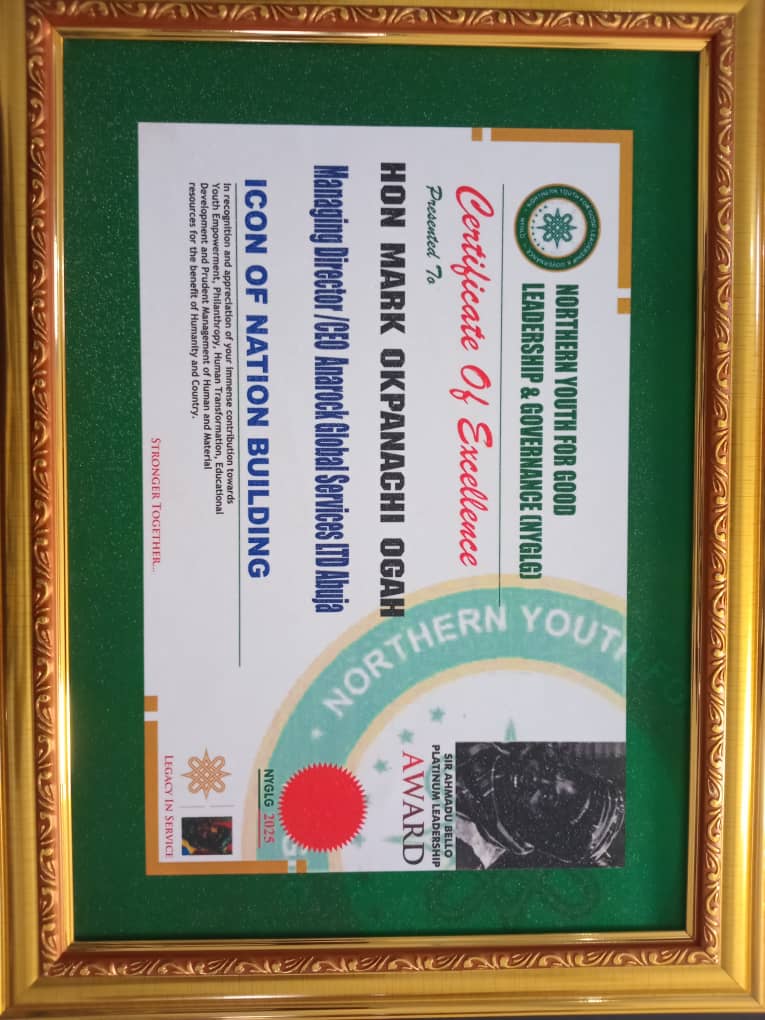 NORTHERN YOUTH FOR GOOD
LEADERSHIP & GOVERNANCE (NYGLG)
Certificate Of Excellence
Presented To
HON MARK OKPANACHI OGAH
Managing Director /CEO Anarock Global Services LTD Abuja
ICON OF NATION BUILDING
In recognition and appreciation of your immense contribution towards
Youth Empowerment, Philanthropy, Human Transformation, Educational
Development and Prudent Management of Human and Material
resources for the benefit of Humanity and Country.
STRONGER TOGETHER...
NORTHERN YOUTH FO
SIR AHMADU BELLO
PLATINUM LEADERSHIP
AWARD
NYGLG 2025
LEGACY IN SERVICE